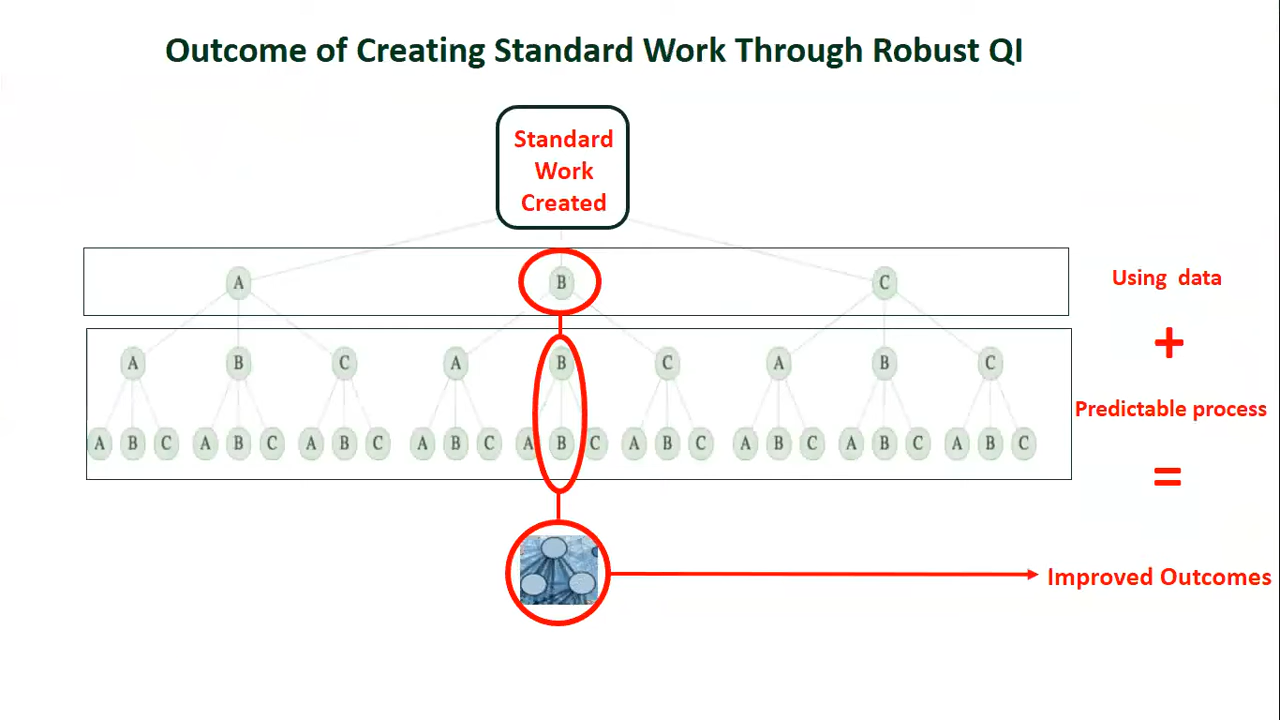 Outcome of Creating Standard Work Through Robust QI
Standard
Work
Created
A B C
Using data
+
A B C A B C A B C
Predictable process
A B C A B C A B C A B C A B C A B C A B C A B C A B C
=
Improved Outcomes